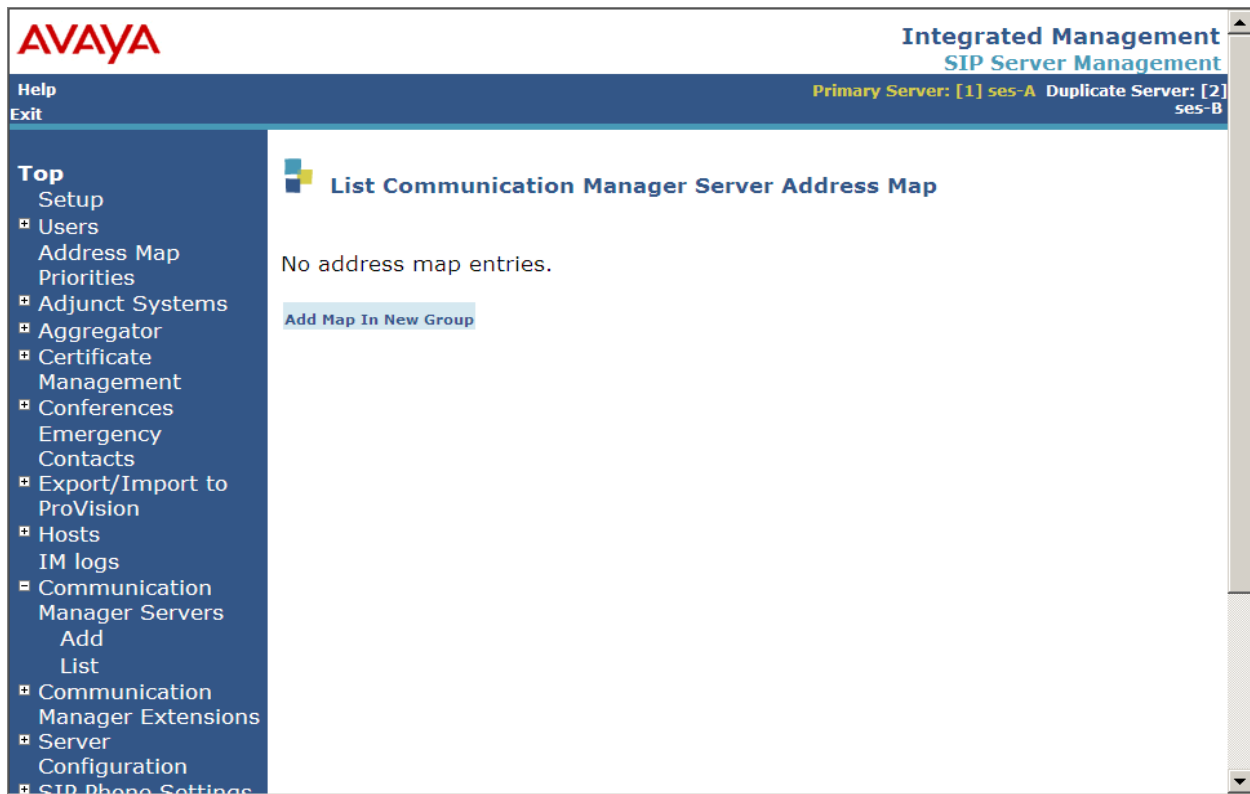 AVAYA
Integrated Management
SIP Server Management
Help
Exit
Primary Server: [1] ses-A Duplicate Server: [2]
ses-B
Top
Setup
Users
Address Map
Priorities
Adjunct Systems
Aggregator
Certificate
Management
Conferences
Emergency
Contacts
Export/Import to
ProVision
Hosts
IM logs
Communication
Manager Servers
Add
List
Communication
Manager Extensions
Server
Configuration
SIP Phone Settings
List Communication Manager Server Address Map
No address map entries.
Add Map In New Group